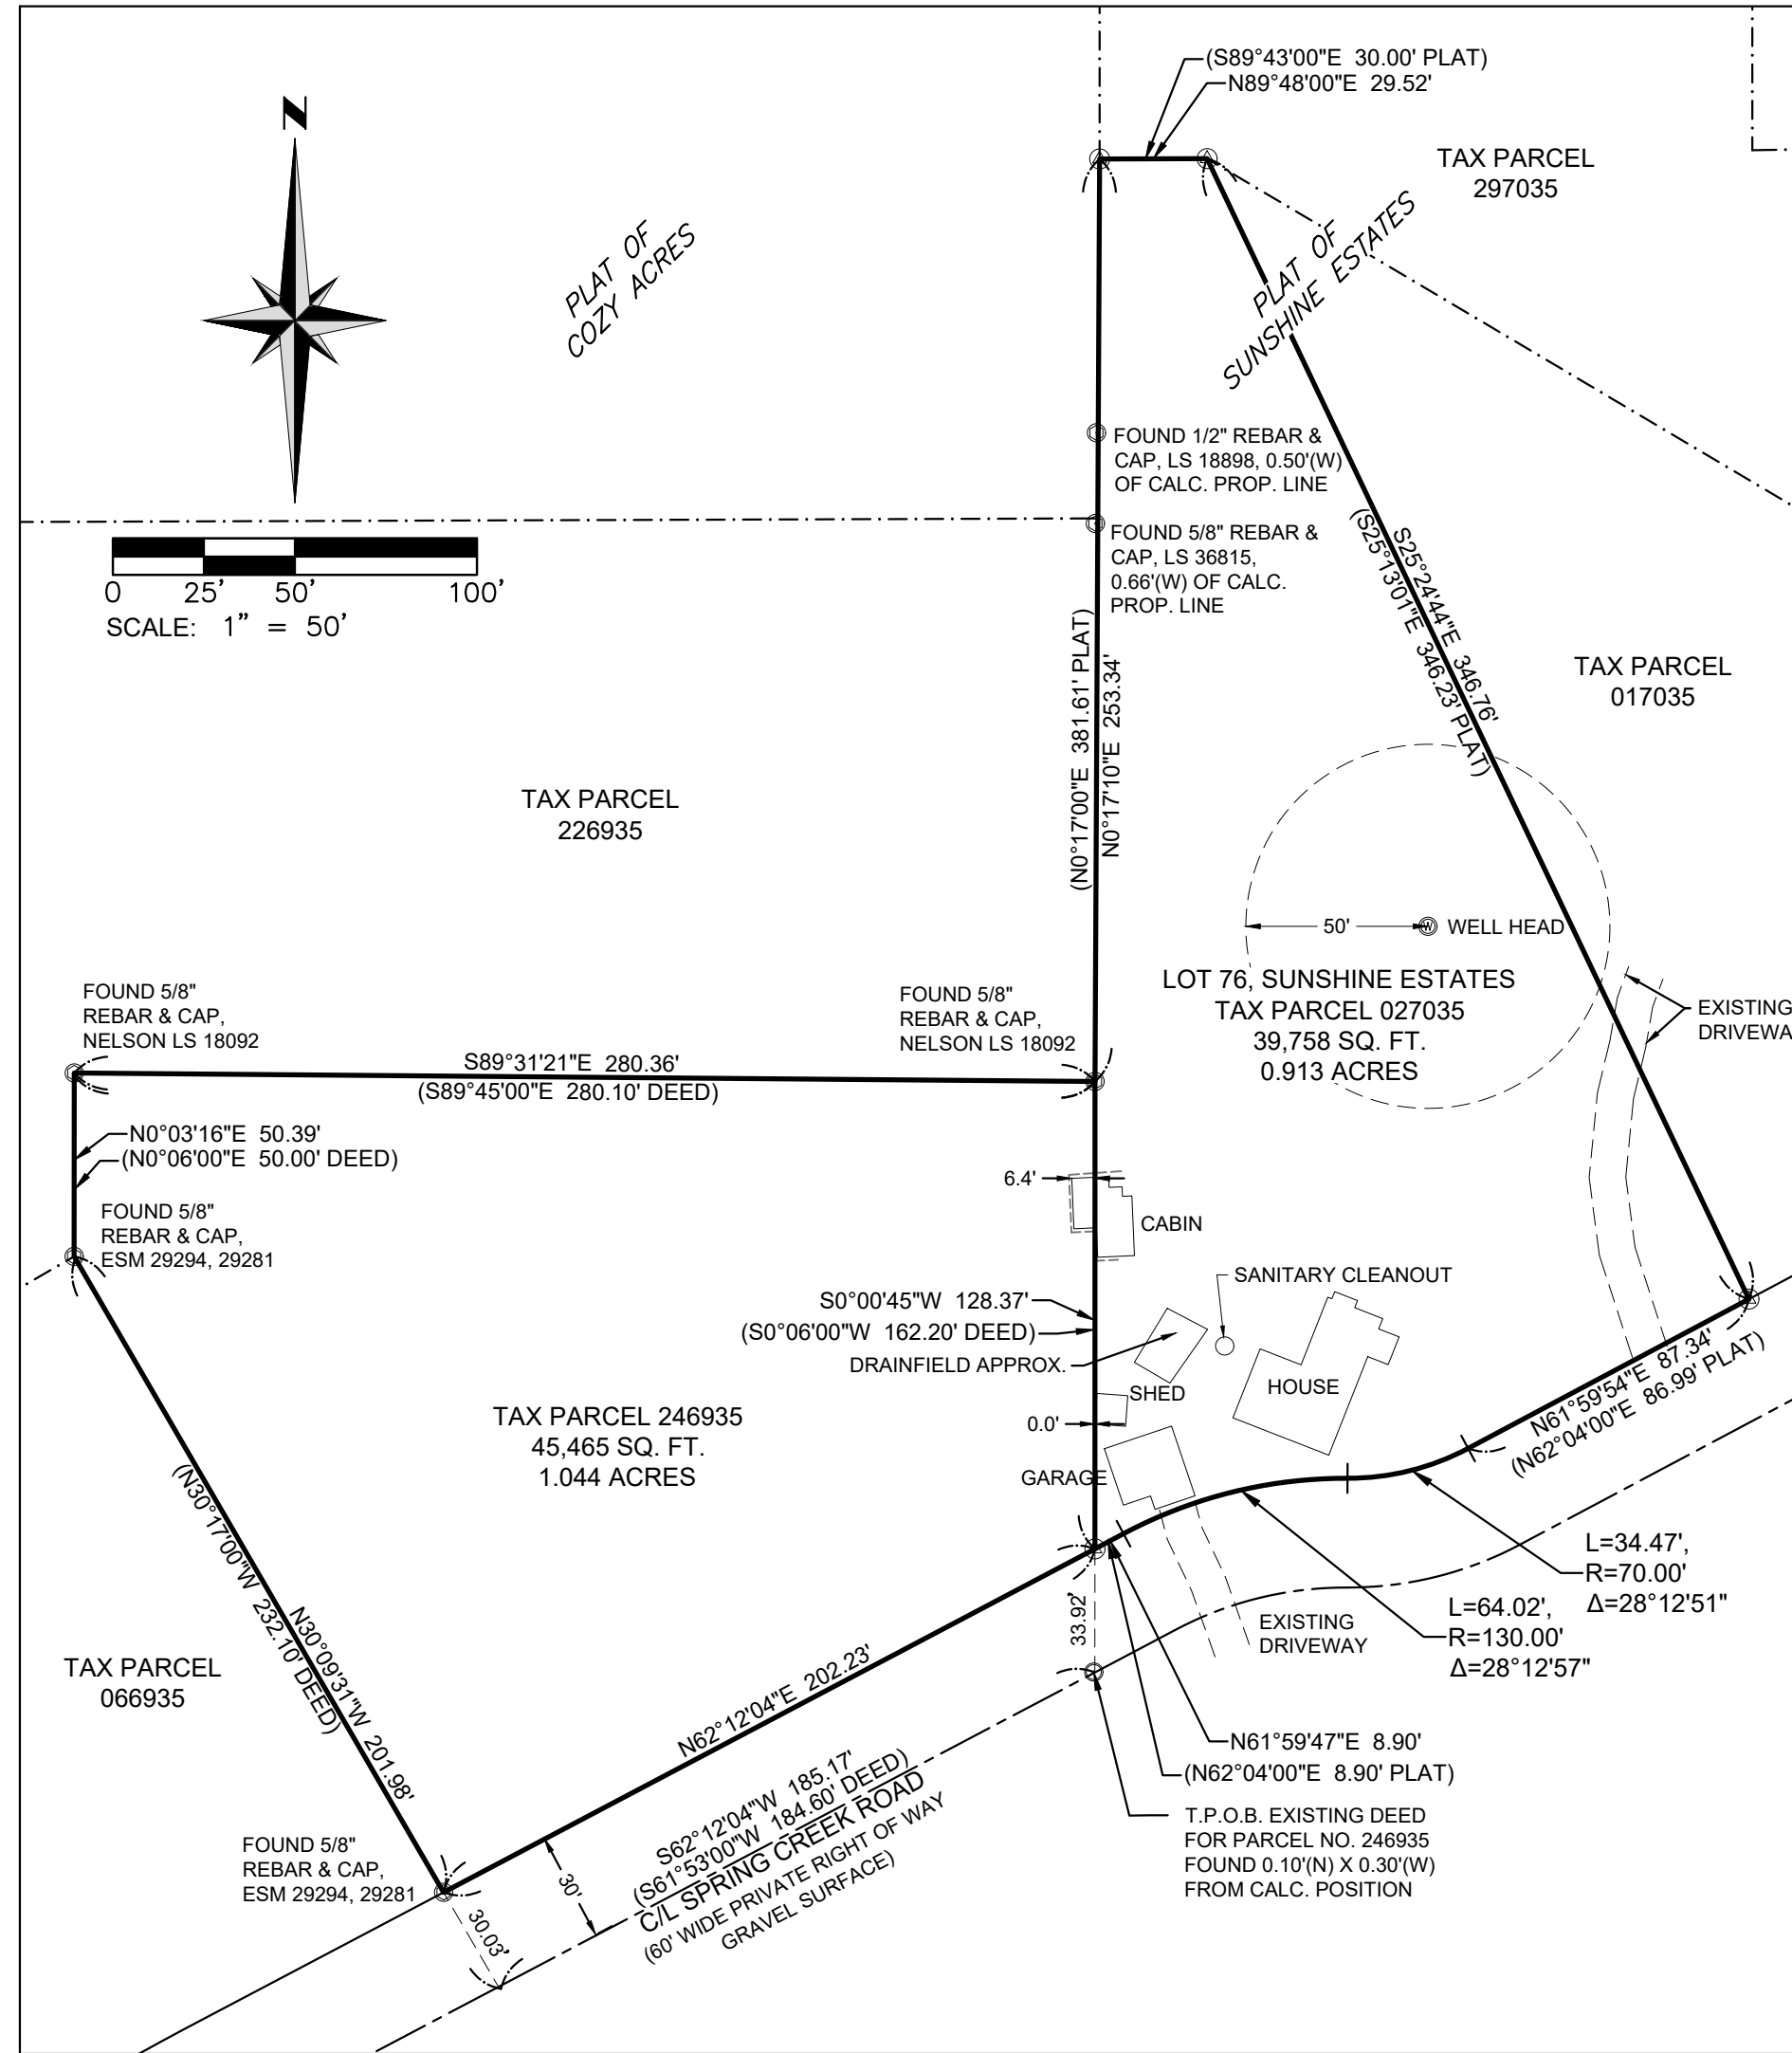 (S89°43'00"E 30.00' PLAT)
N89°48'00"E 29.52'
N
TAX PARCEL
297035
PLAT OF
COZY ACRES
PLAT OF
SUNSHINE ESTATES
FOUND 1/2" REBAR &
CAP, LS 18898, 0.50'(W)
OF CALC. PROP. LINE
FOUND 5/8" REBAR &
CAP, LS 36815,
0.66'(W) OF CALC.
PROP. LINE
0 25' 50' 100'
SCALE: 1" = 50'
S25°24'44"E 346.76'
(S25°13'01"E 346.23' PLAT)
(N0°17'00"E 381.61' PLAT)
N0°17'10"E 253.34'
TAX PARCEL
017035
TAX PARCEL
226935
50'
W
WELL HEAD
LOT 76, SUNSHINE ESTATES
TAX PARCEL 027035
39,758 SQ. FT.
0.913 ACRES
EXISTING
DRIVEWA
FOUND 5/8"
REBAR & CAP,
NELSON LS 18092
FOUND 5/8"
REBAR & CAP,
NELSON LS 18092
S89°31'21"E 280.36'
(S89°45'00"E 280.10' DEED)
N0°03'16"E 50.39'
(N0°06'00"E 50.00' DEED)
FOUND 5/8"
REBAR & CAP,
ESM 29294, 29281
6.4'
CABIN
SANITARY CLEANOUT
S0°00'45"W 128.37'
(S0°06'00"W 162.20' DEED)
DRAINFIELD APPROX.
SHED
HOUSE
0.0'
GARAGE
N61°59'54"E 87.34'
(N62°04'00"E 86.99' PLAT)
TAX PARCEL 246935
45,465 SQ. FT.
1.044 ACRES
L=34.47',
R=70.00'
Δ=28°12'51"
L=64.02',
R=130.00'
Δ=28°12'57"
33.92'
EXISTING
DRIVEWAY
N30°09'31"W 201.98'
(N30°17'00"W 232.10' DEED)
TAX PARCEL
066935
N62°12'04"E 202.23'
N61°59'47"E 8.90'
(N62°04'00"E 8.90' PLAT)
T.P.O.B. EXISTING DEED
FOR PARCEL NO. 246935
FOUND 0.10'(N) X 0.30'(W)
FROM CALC. POSITION
FOUND 5/8"
REBAR & CAP,
ESM 29294, 29281
30.03'
30'
S62°12'04"W 185.17'
(S61°53'00"W 184.60' DEED)
C/L SPRING CREEK ROAD
(60' WIDE PRIVATE RIGHT OF WAY
GRAVEL SURFACE)